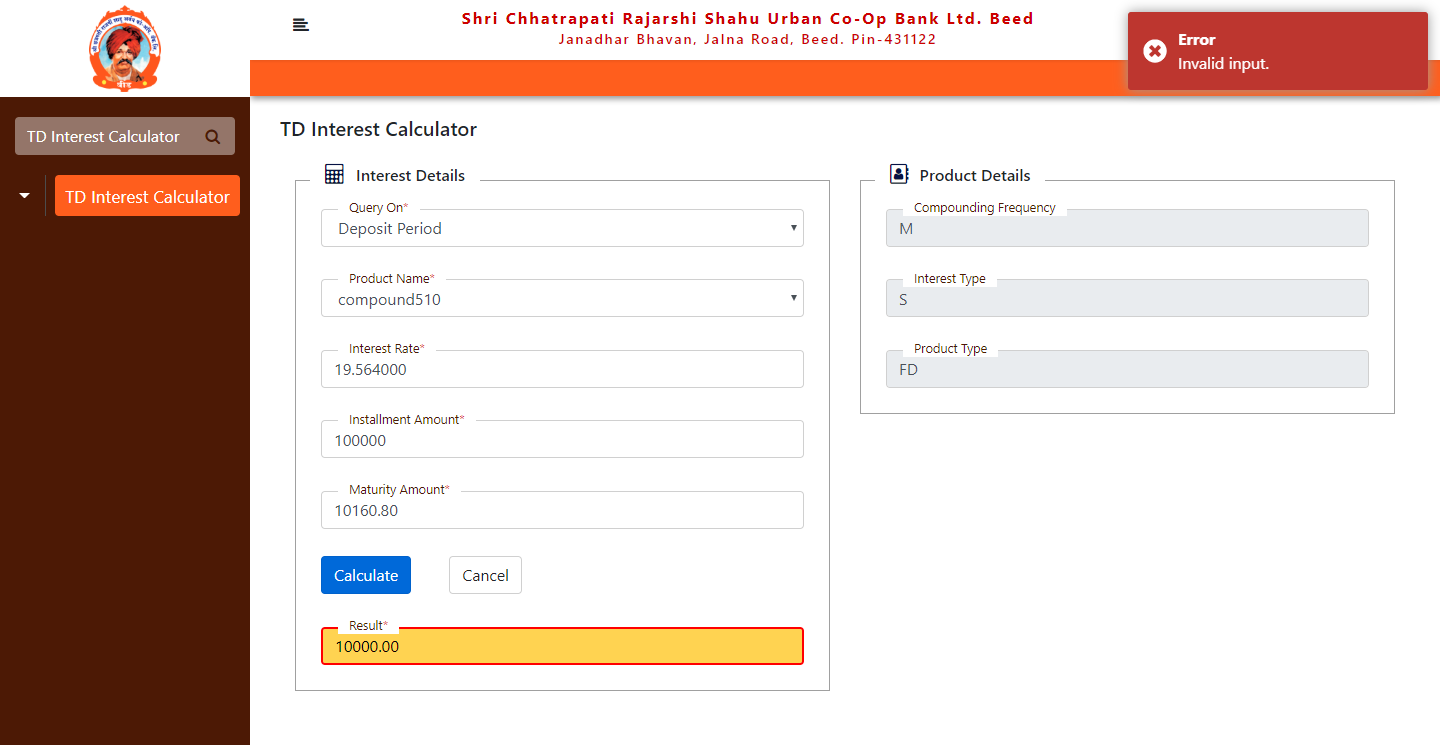 Shri Chhatrapati Rajarshi Shahu Urban Co-Op Bank Ltd. Beed
Janadhar Bhavan, Jalna Road, Beed. Pin-431122
Error
Invalid input.
बीड
TD Interest Calculator
TD Interest Calculator
TD Interest Calculator
Interest Details
Query On*
Deposit Period
Product Name*
compound510
Interest Rate*
19.564000
Installment Amount*
100000
Maturity Amount*
10160.80
Calculate
Cancel
Result*
10000.00
Product Details
Compounding Frequency
M
Interest Type
S
Product Type
FD